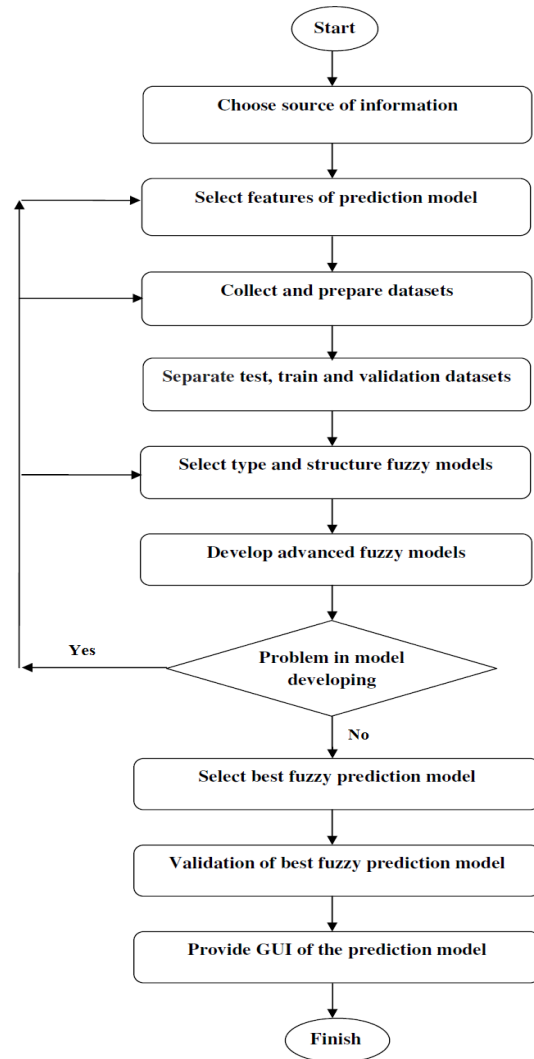 Start
Choose source of information
Select features of prediction model
Collect and prepare datasets
Separate test, train and validation datasets
Select type and structure fuzzy models
Develop advanced fuzzy models
Yes
Problem in model
developing
No
Select best fuzzy prediction model
Validation of best fuzzy prediction model
Provide GUI of the prediction model
Finish